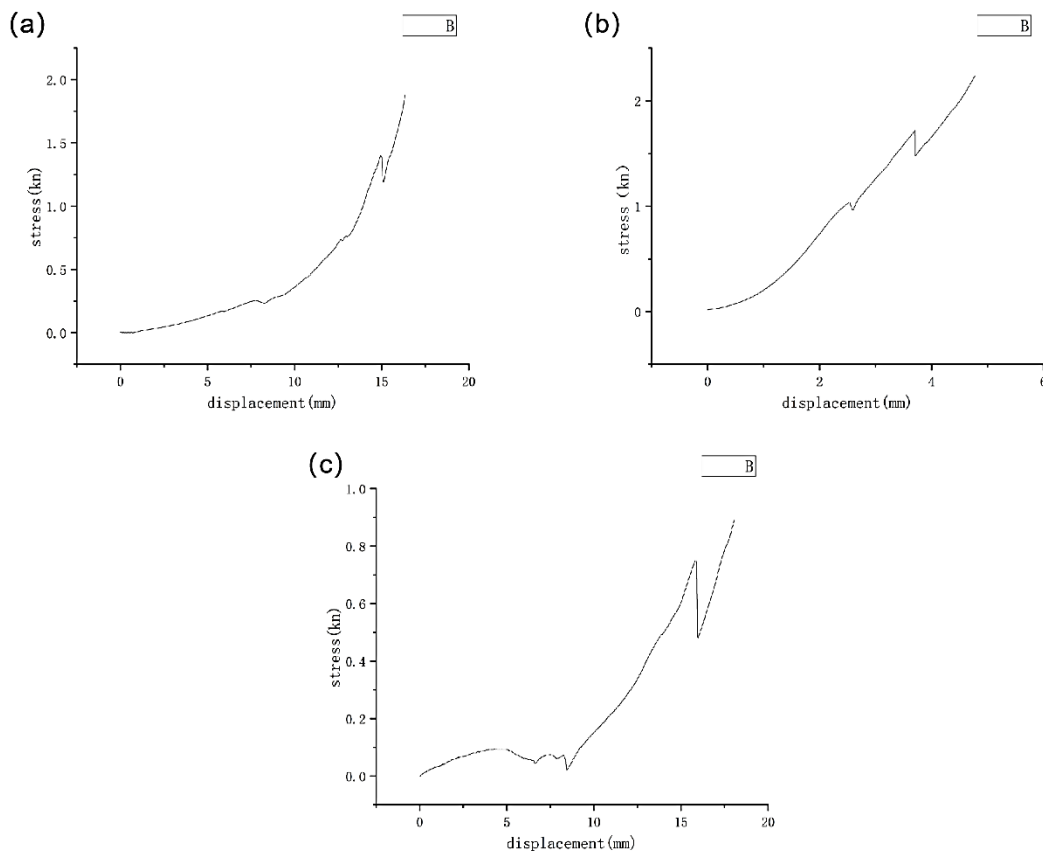 (a)
B
2.0
1.5
1.0
0.5
0.0
stress(kn)
0 5 10 15 20
displacement(mm)
(b)
B
2
1
0
stress (kn)
0 2 4 6
displacement(mm)
(c)
B
1.0
0.8
0.6
0.4
0.2
0.0
stress(kn)
0 5 10 15 20
displacement(mm)